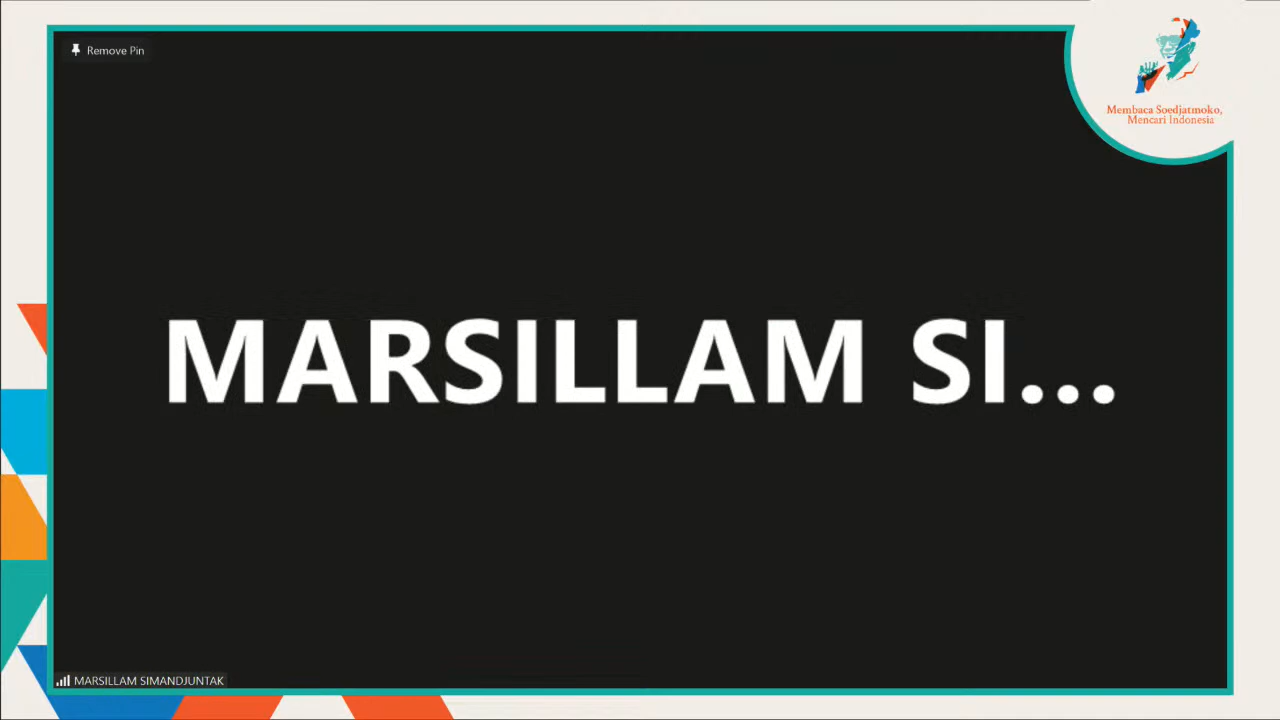 Remove Pin
Membaca Soedjatmoko,
Mencari Indonesia
MARSILLAM SI...
MARSILLAM SIMANDJUNTAK